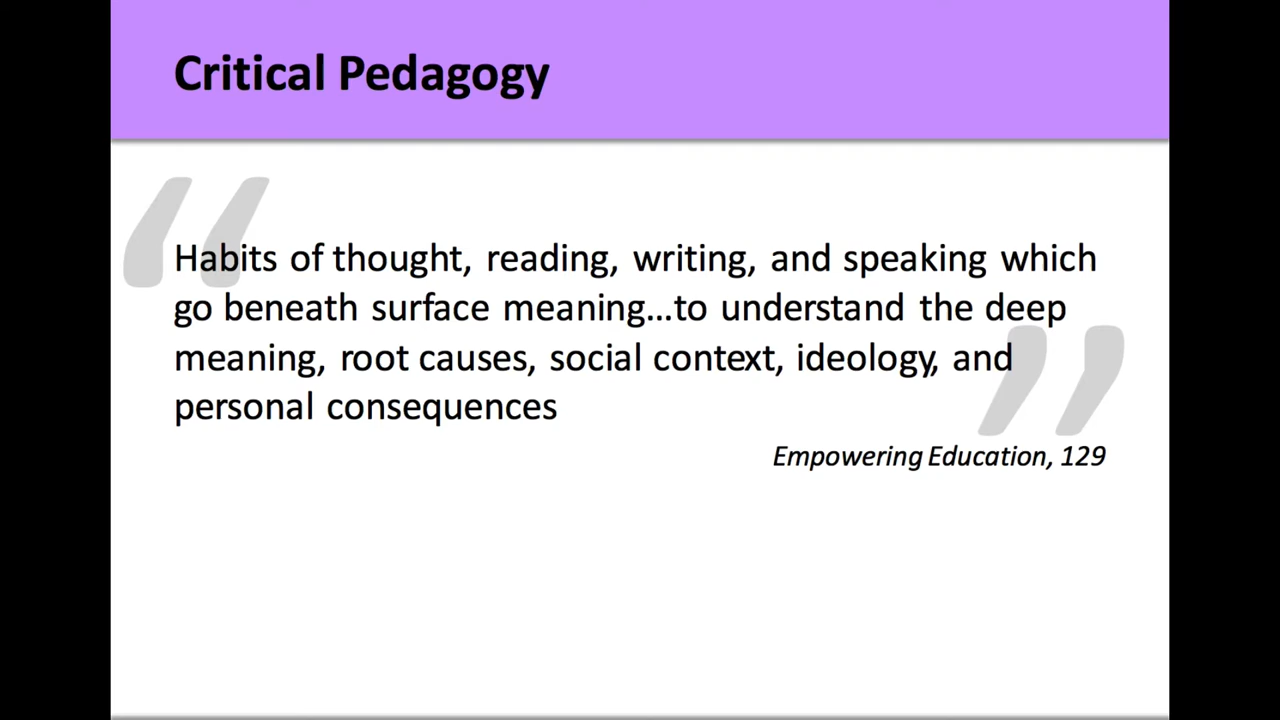 Critical Pedagogy
“
Habits of thought, reading, writing, and speaking which
go beneath surface meaning...to understand the deep
meaning, root causes, social context, ideology, and
personal consequences
”
Empowering Education, 129